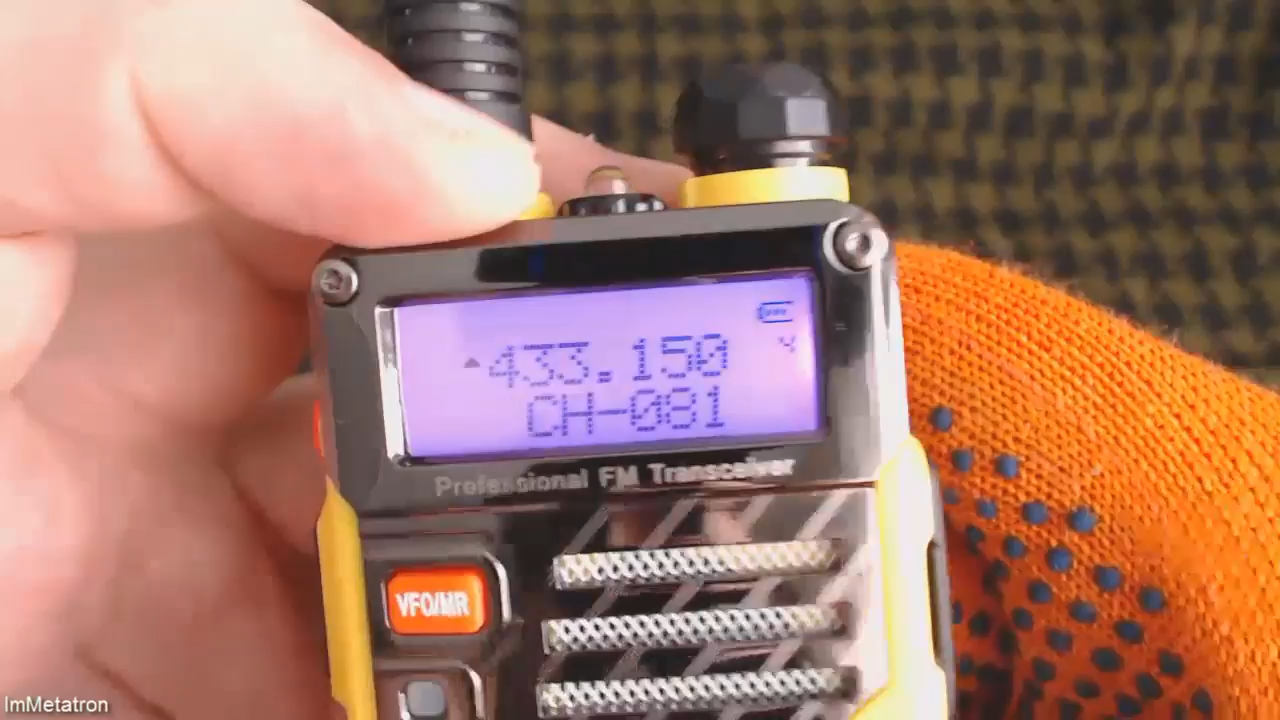 433.150
CH-081
Professional FM Transceiver
VFO/MR
ImMetatron